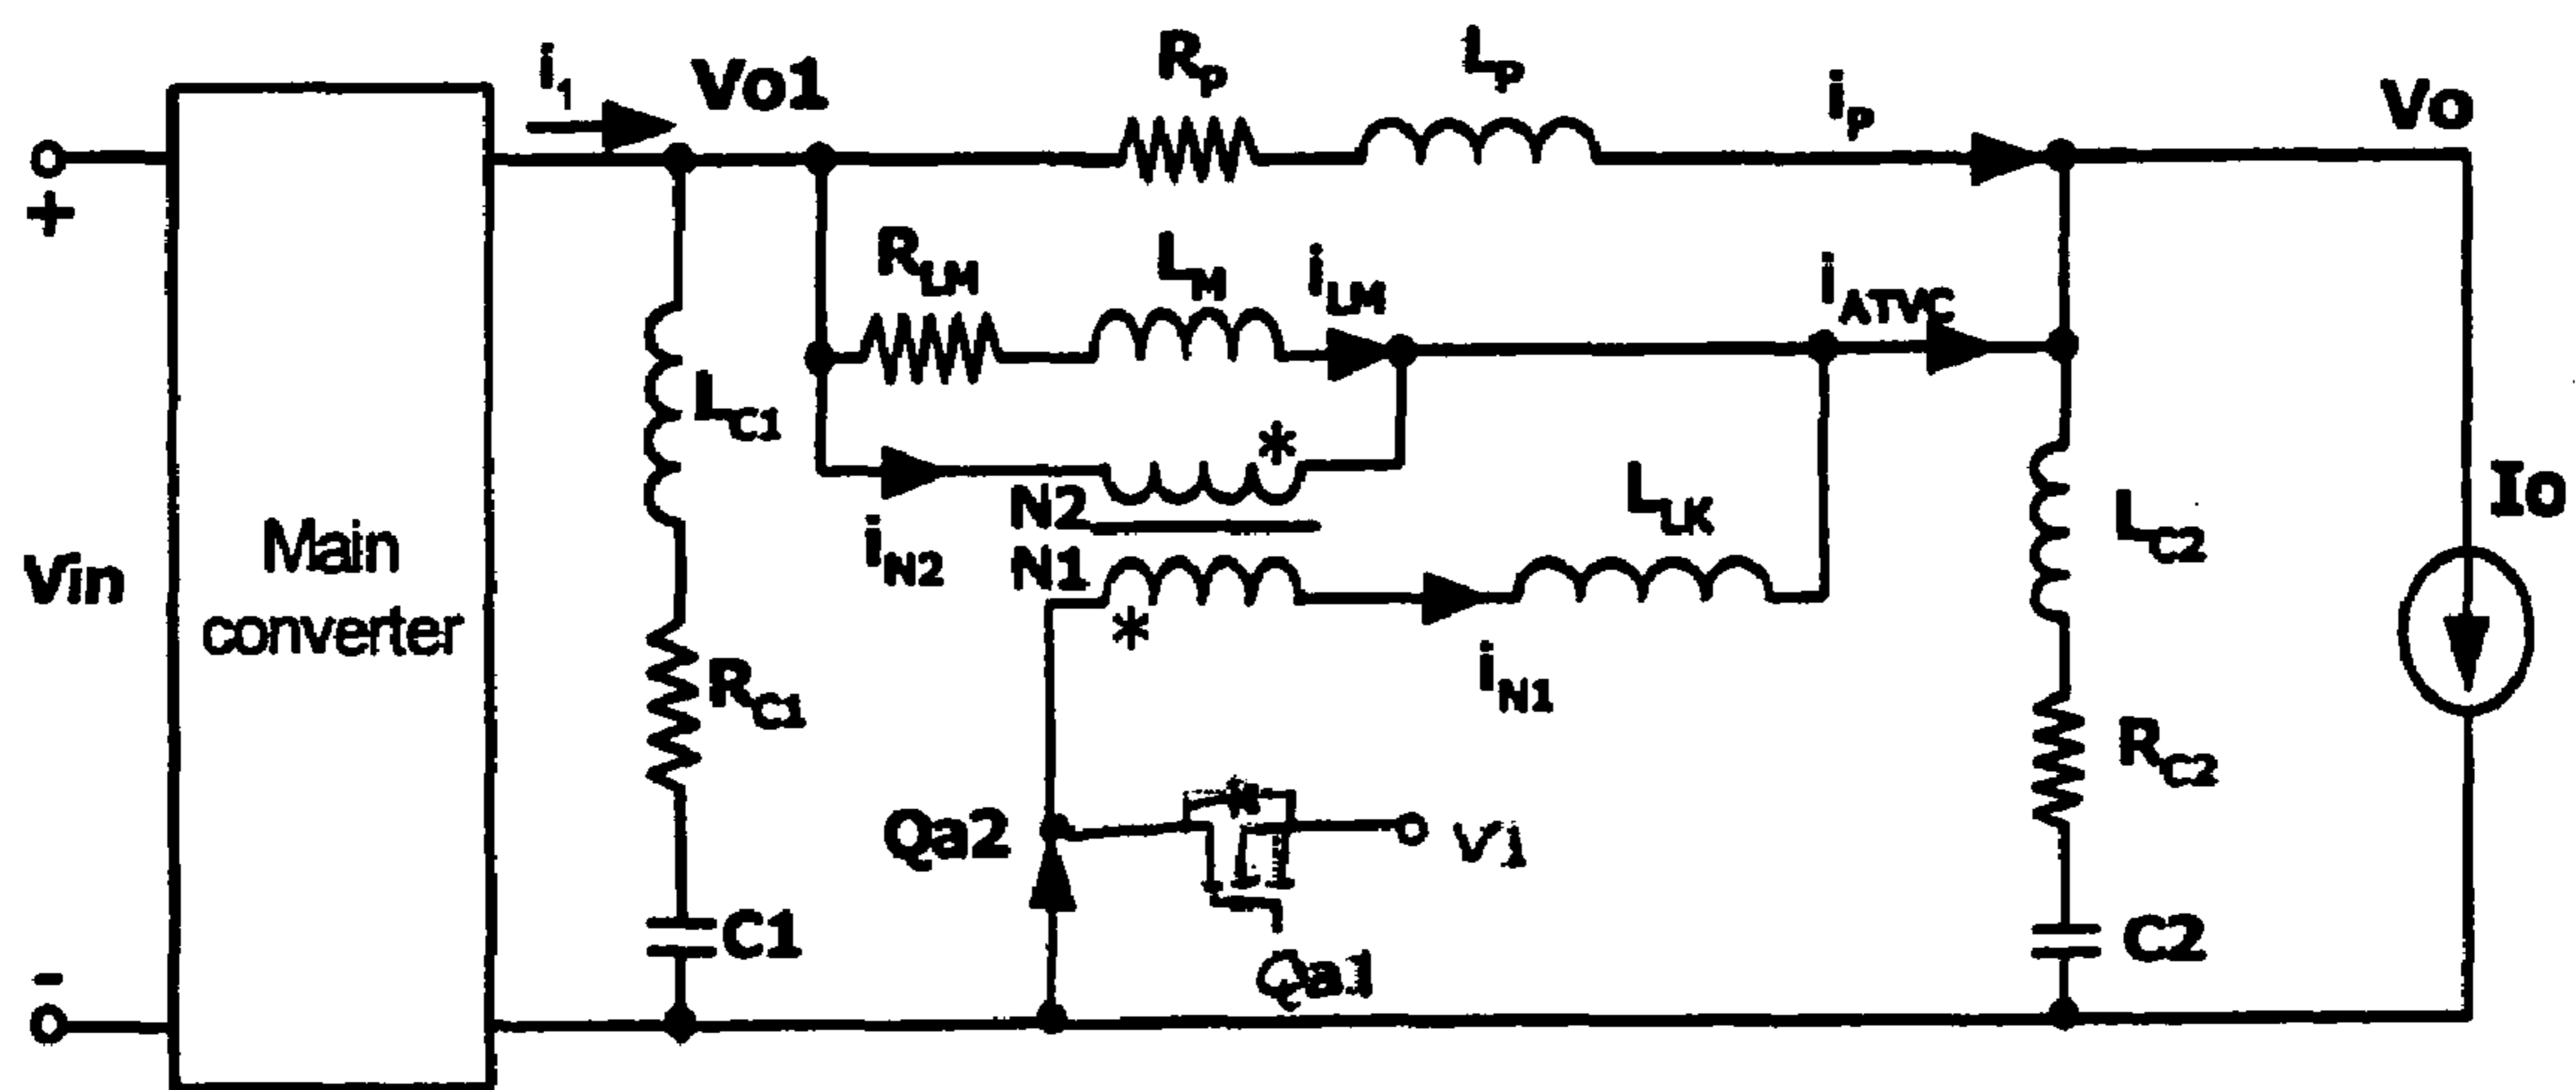 i1
Vo1
Rp
Lp
ip
Vo
+
RLM
LM
iLM
iATVC
LC1
*
Main
converter
Vin
iN2
N2
N1
LLK
LC2
Io
*
RC1
iN1
RC2
Qa2
V1
C1
Qa1
C2
-